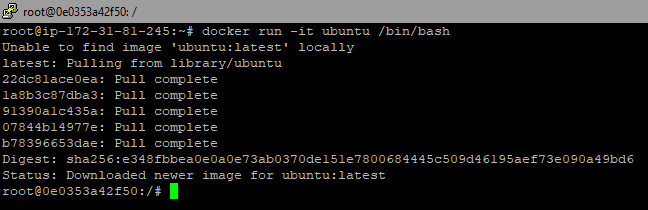 root@0e0353a42f50: /
root@ip-172-31-81-245:~# docker run -it ubuntu /bin/bash
Unable to find image 'ubuntu:latest' locally
latest: Pulling from library/ubuntu
22dc81ace0ea: Pull complete
1a8b3c87dba3: Pull complete
91390a1c435a: Pull complete
07844b14977e: Pull complete
b78396653dae: Pull complete
Digest: sha256:e348fbbea0e0a0e73ab0370de151e7800684445c509d46195aef73e090a49bd6
Status: Downloaded newer image for ubuntu:latest
root@0e0353a42f50:/#